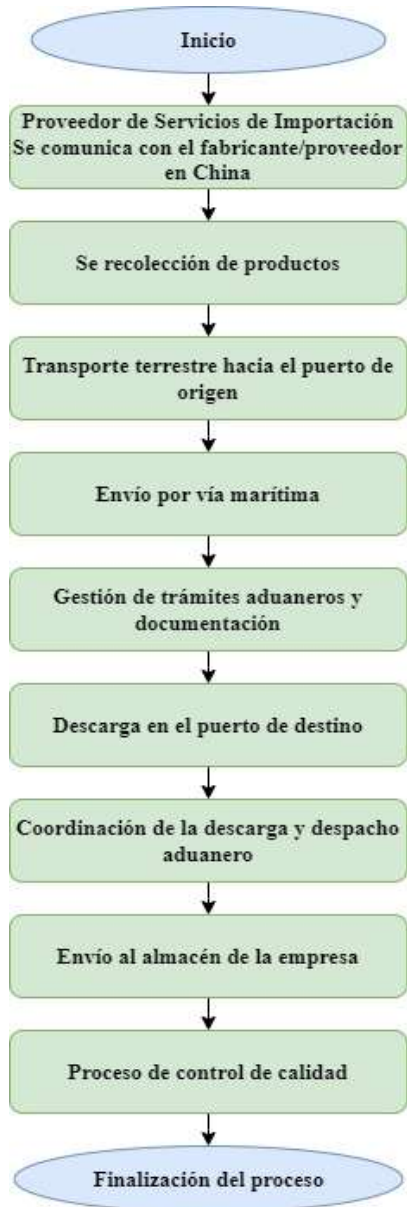 Inicio
Proveedor de Servicios de Importación
Se comunica con el fabricante/proveedor
en China
Se recolección de productos
Transporte terrestre hacia el puerto de
origen
Envío por vía marítima
Gestión de trámites aduaneros y
documentación
Descarga en el puerto de destino
Coordinación de la descarga y despacho
aduanero
Envío al almacén de la empresa
Proceso de control de calidad
Finalización del proceso